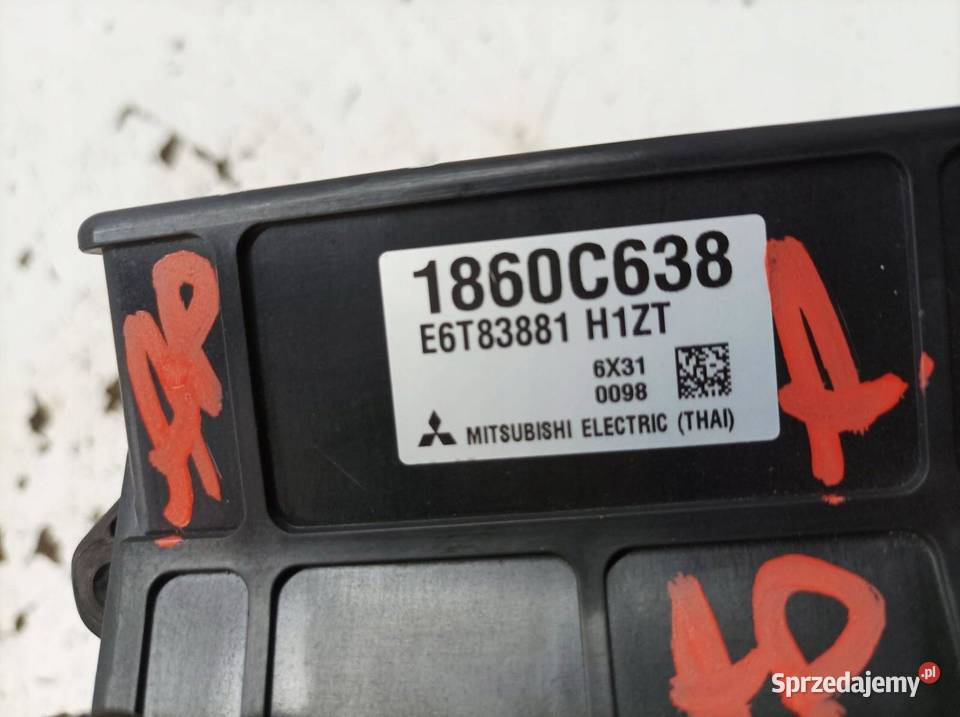 1860C638
E6T83881 H1ZT
6X31
0098
MITSUBISHI ELECTRIC (THAI)
Sprzedajemy.pl